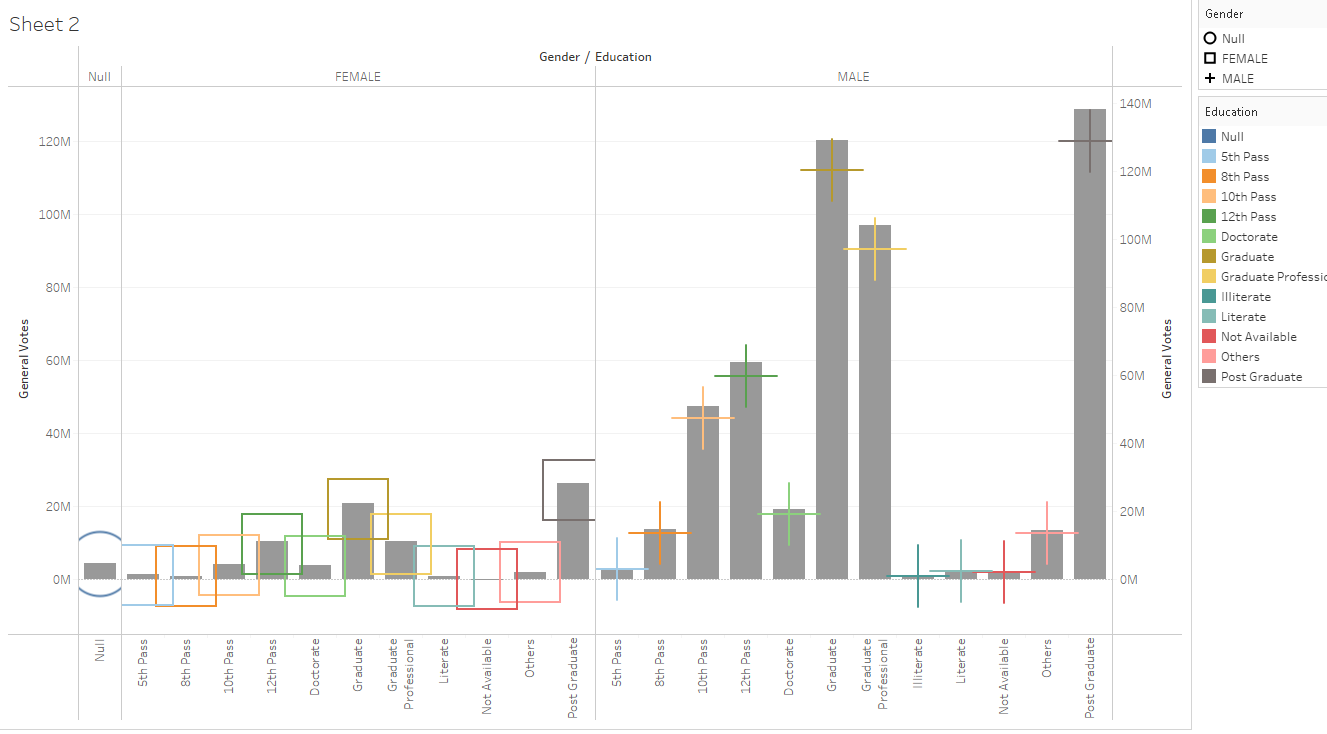 Sheet 2
Gender / Education
Null
FEMALE
MALE
General Votes
120M
100M
80M
60M
40M
20M
0M
140M
120M
100M
80M
60M
40M
20M
0M
General Votes
Null
5th Pass
8th Pass
10th Pass
12th Pass
Doctorate
Graduate
Graduate
Professional
Literate
Not Available
Others
Post Graduate
5th Pass
8th Pass
10th Pass
12th Pass
Doctorate
Graduate
Graduate
Professional
Illiterate
Literate
Not Available
Others
Post Graduate
Gender
Null
FEMALE
MALE
Education
Null
5th Pass
8th Pass
10th Pass
12th Pass
Doctorate
Graduate
Graduate Professic
Illiterate
Literate
Not Available
Others
Post Graduate